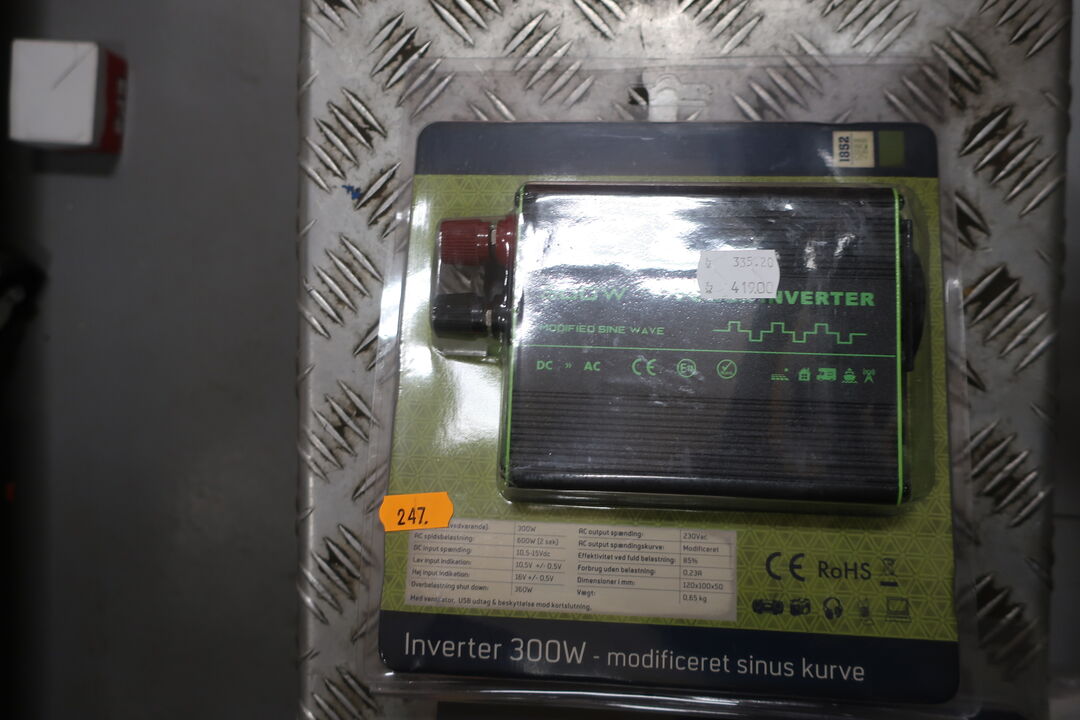 1852
335.20
419.00
NVERTER
MODIFIED SINE WAVE
DC » AC CE
247.
300W
AC spidsbelastning: 600W (2 sek)
DC input spænding: 10,5-15Vdc
Lav input indikation: 10,5V +/- 0,5V
Høj input indikation: 16V +/- 0,5V
Overbelastning shut down: 360W
AC output spænding: 230Vac
AC output spændingskurve: Modificeret
Effektivitet ved fuld belastning: 85%
Forbrug uden belastning: 0,23A
Dimensioner i mm: 120x100x50
Vægt: 0,65 kg
Med ventilator, USB udtag & beskyttelse mod kortslutning.
CE RoHS
Inverter 300W - modificeret sinus kurve